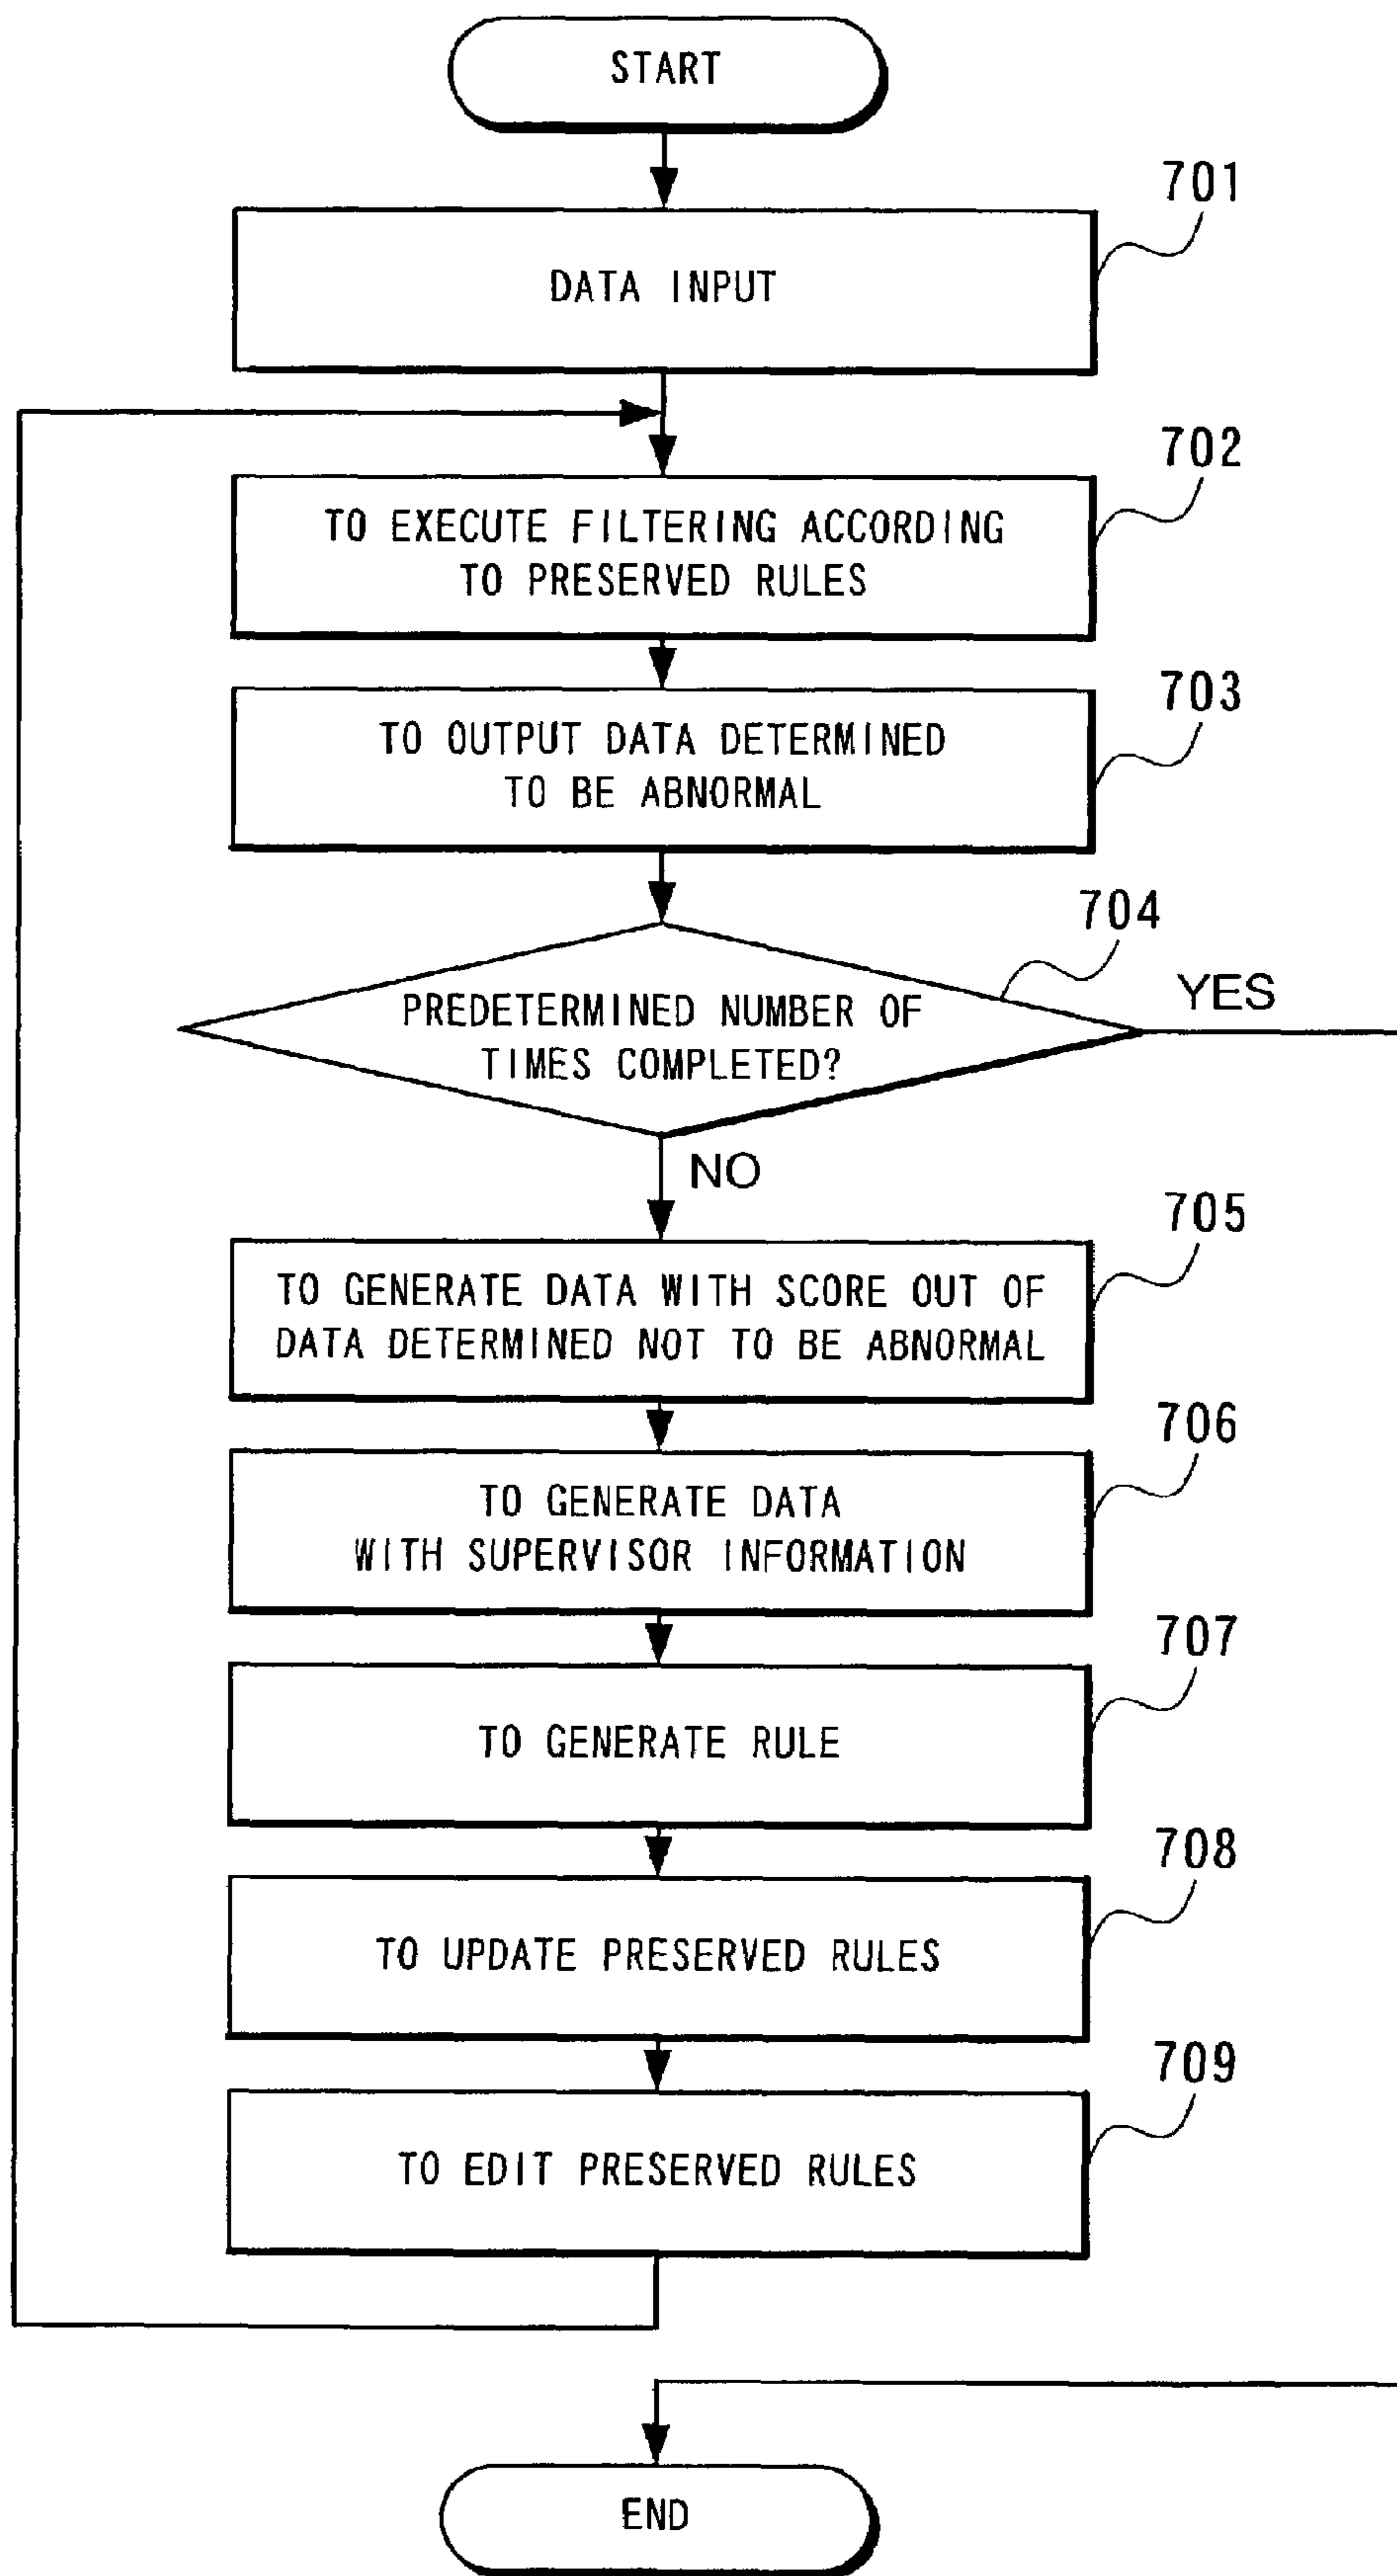 START
701
DATA INPUT
702
TO EXECUTE FILTERING ACCORDING
TO PRESERVED RULES
703
TO OUTPUT DATA DETERMINED
TO BE ABNORMAL
704
YES
PREDETERMINED NUMBER OF
TIMES COMPLETED?
NO
705
TO GENERATE DATA WITH SCORE OUT OF
DATA DETERMINED NOT TO BE ABNORMAL
706
TO GENERATE DATA
WITH SUPERVISOR INFORMATION
707
TO GENERATE RULE
708
TO UPDATE PRESERVED RULES
709
TO EDIT PRESERVED RULES
END